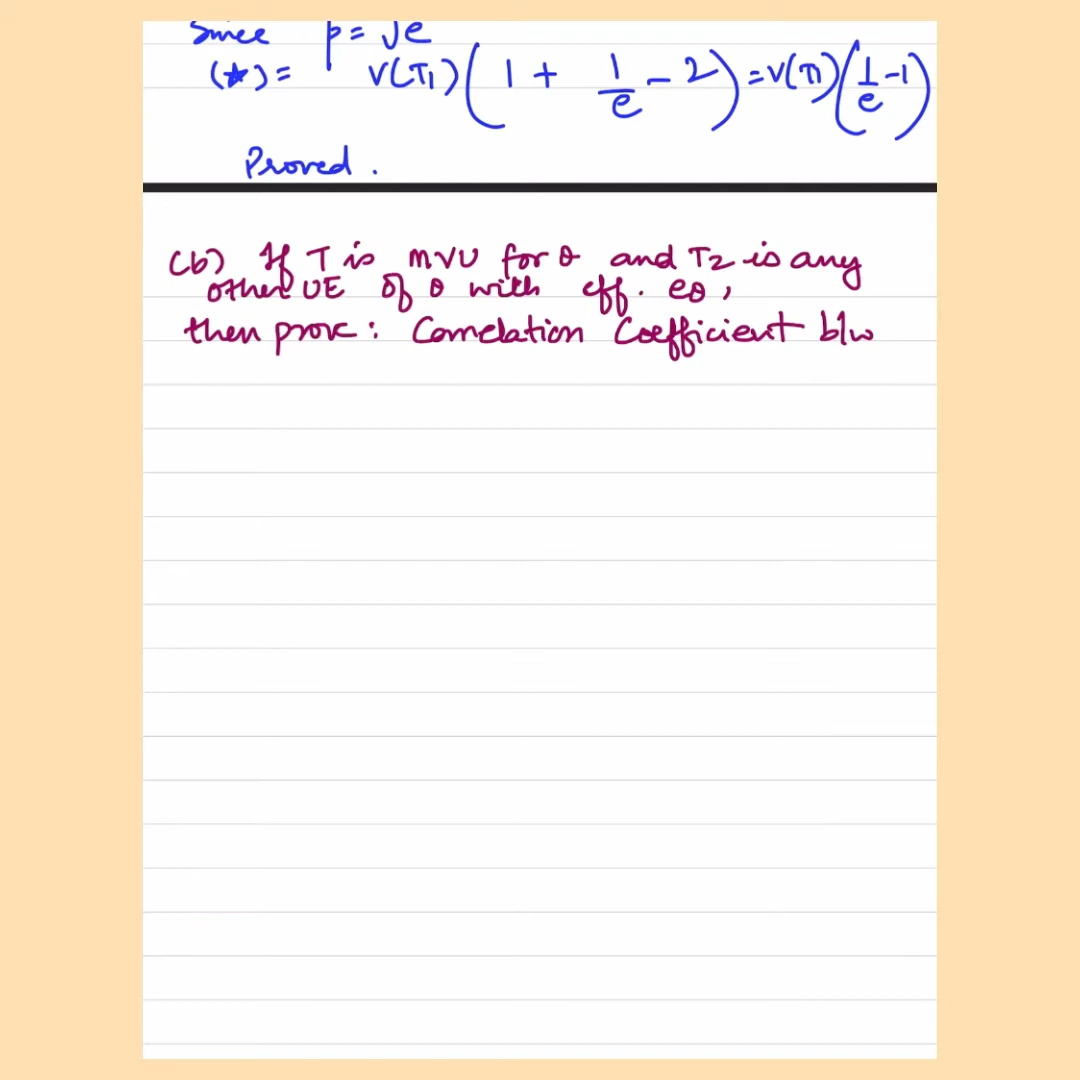 Since ρ = √e
(★) = V(T₁)(1 + 1/e - 2) = V(T₁)(1/e - 1)
Proved.
(b) If T is MVU for θ and T₂ is any
other UE of θ with eff. eθ,
then prove: Correlation Coefficient b/w